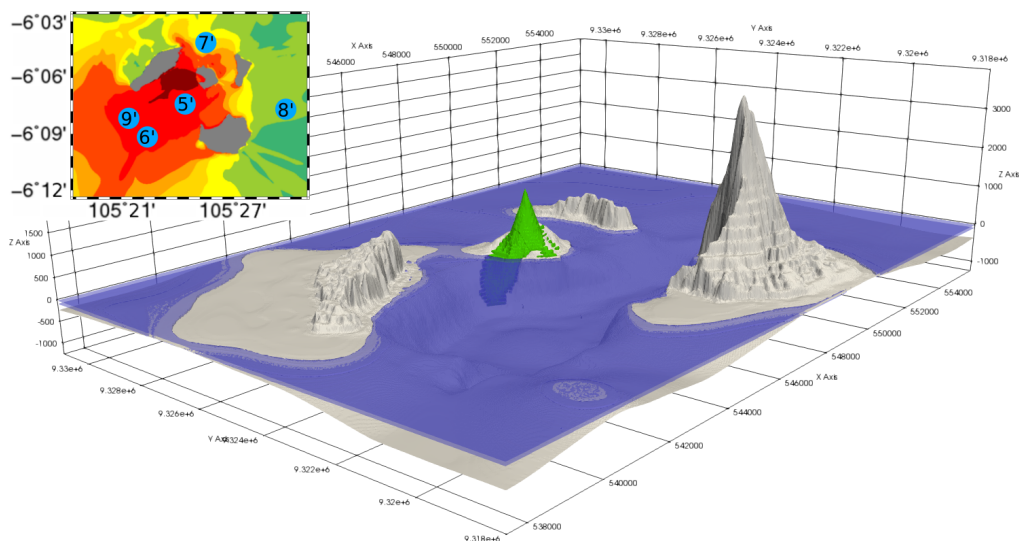 −6˚03'
−6˚06'
−6˚09'
−6˚12'
105˚21'
105˚27'
7'
5'
8'
9'
6'
X Axis
546000
548000
550000
552000
554000
Y Axis
9.33e+6
9.328e+6
9.326e+6
9.324e+6
9.322e+6
9.32e+6
9.318e+6
3000
2000
Z Axis
1000
0
-1000
Z Axis
1500
1000
500
0
-500
-1000
9.33e+6
9.328e+6
9.326e+6
Y Axis
9.324e+6
9.322e+6
9.32e+6
9.318e+6
554000
552000
550000
548000
X Axis
546000
544000
542000
540000
538000